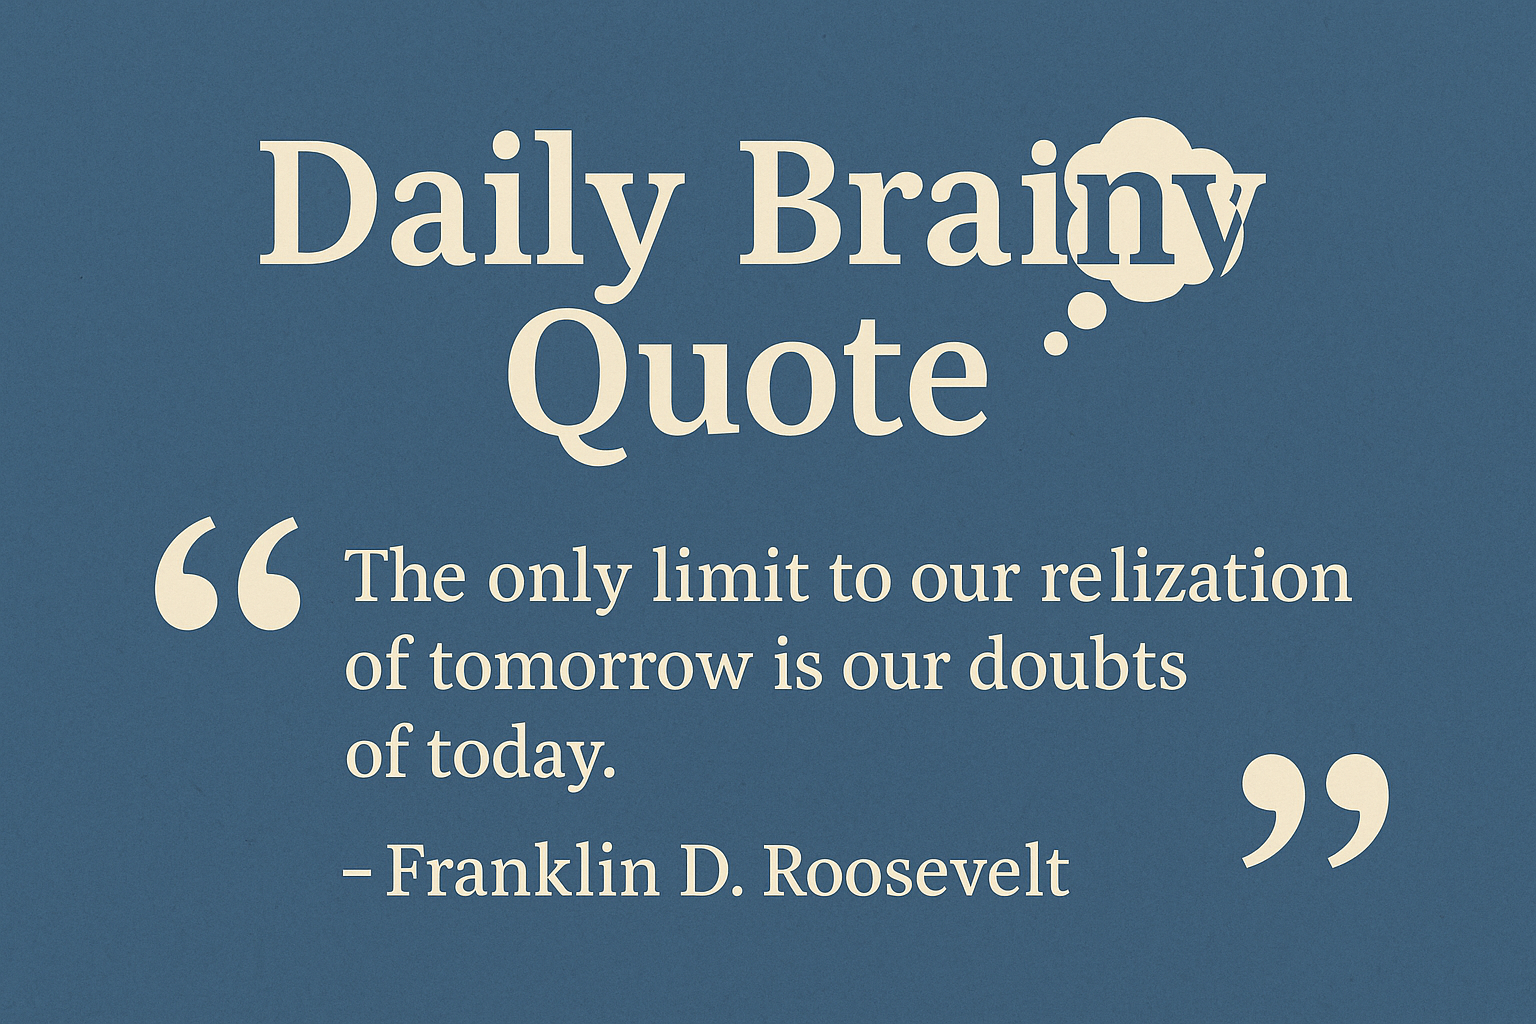 Daily Brainy
Quote
“ The only limit to our relization
of tomorrow is our doubts
of today. ”
– Franklin D. Roosevelt